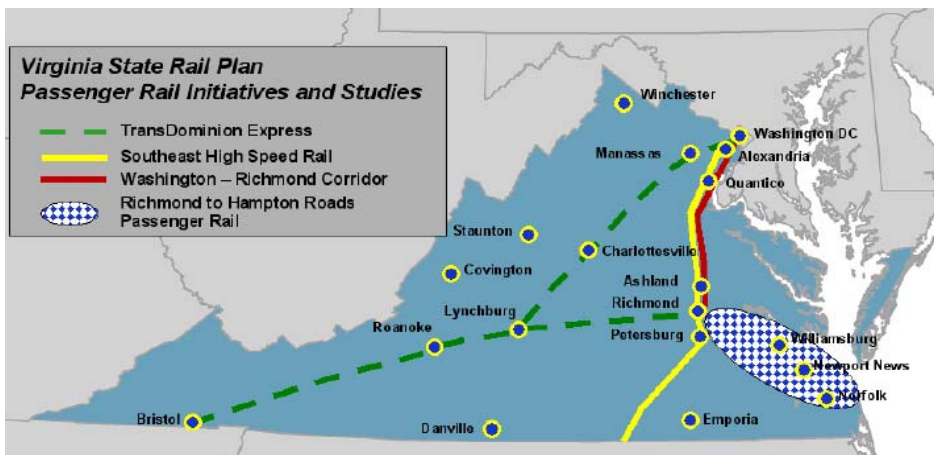 Virginia State Rail Plan
Passenger Rail Initiatives and Studies
TransDominion Express
Southeast High Speed Rail
Washington – Richmond Corridor
Richmond to Hampton Roads
Passenger Rail
Winchester
Washington DC
Manassas
Alexandria
Quantico
Staunton
Charlottesville
Covington
Ashland
Lynchburg
Richmond
Roanoke
Petersburg
Williamsburg
Newport News
Norfolk
Bristol
Danville
Emporia